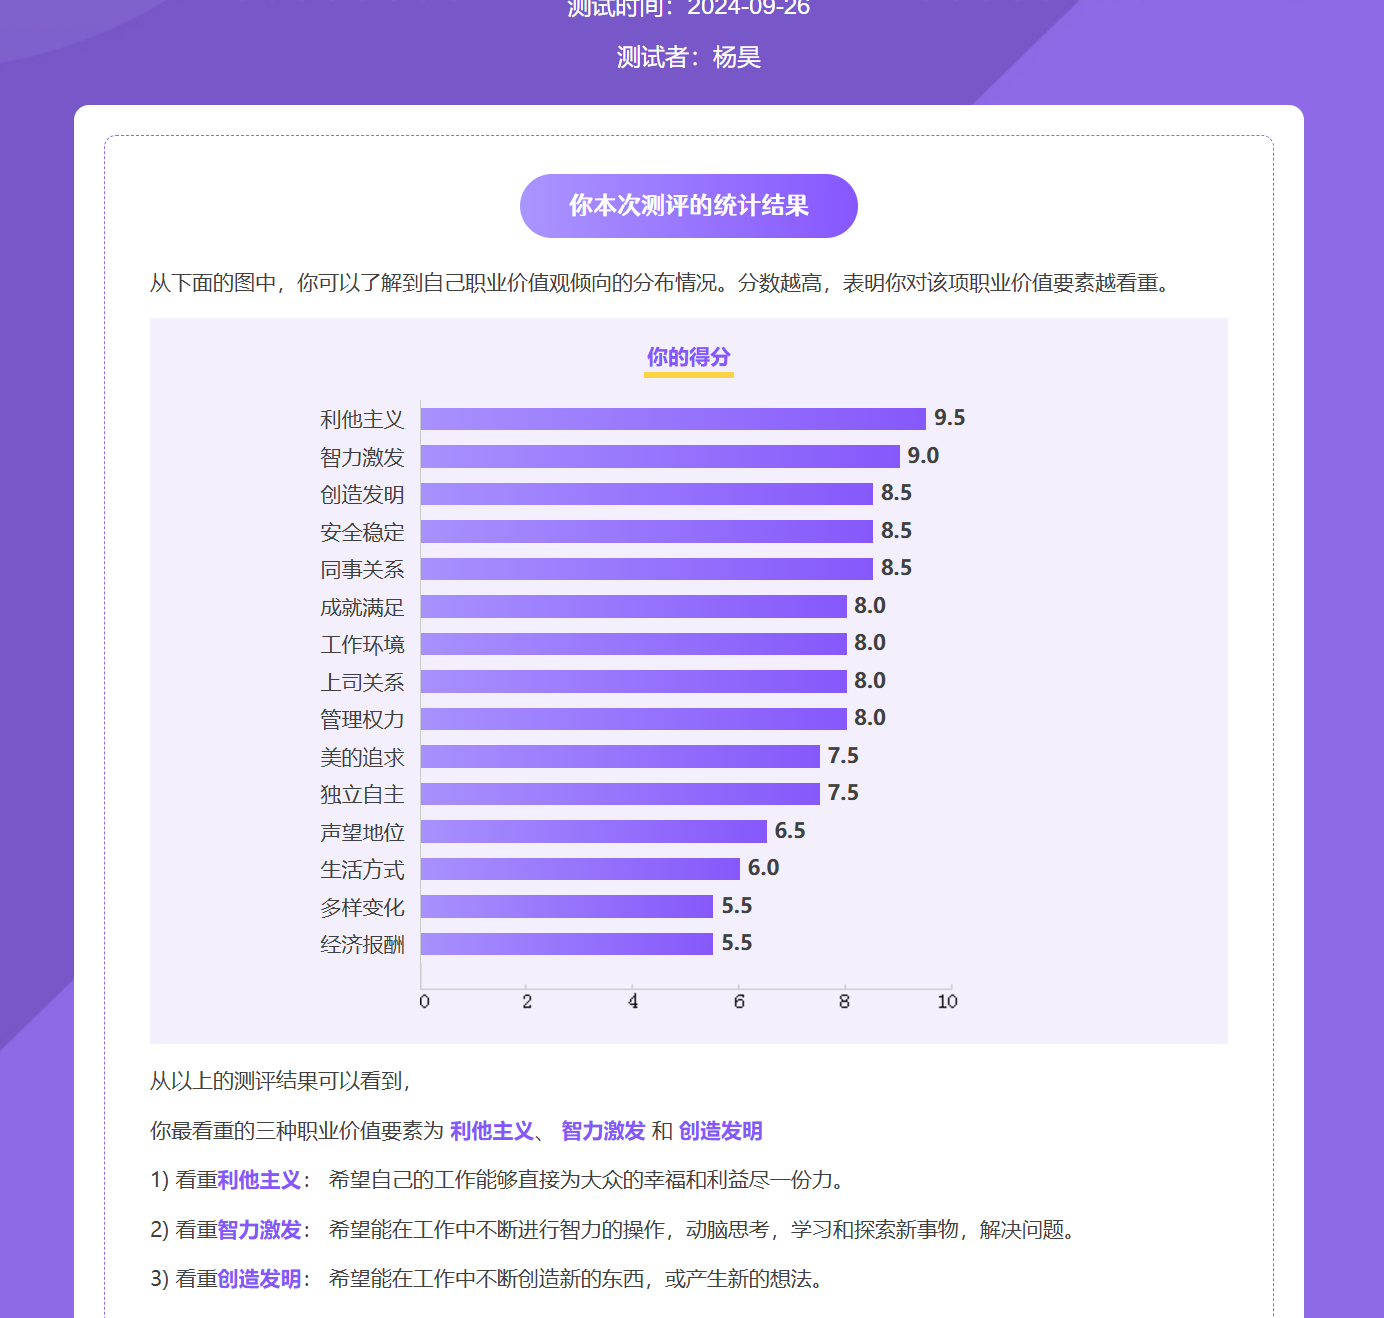 测试时间：2024-09-26
测试者：杨昊
你本次测评的统计结果
从下面的图中，你可以了解到自己职业价值观倾向的分布情况。分数越高，表明你对该项职业价值要素越看重。
你的得分
利他主义 9.5
智力激发 9.0
创造发明 8.5
安全稳定 8.5
同事关系 8.5
成就满足 8.0
工作环境 8.0
上司关系 8.0
管理权力 8.0
美的追求 7.5
独立自主 7.5
声望地位 6.5
生活方式 6.0
多样变化 5.5
经济报酬 5.5
0 2 4 6 8 10
从以上的测评结果可以看到，
你最看重的三种职业价值要素为 利他主义、 智力激发 和 创造发明
1) 看重利他主义： 希望自己的工作能够直接为大众的幸福和利益尽一份力。
2) 看重智力激发： 希望能在工作中不断进行智力的操作，动脑思考，学习和探索新事物，解决问题。
3) 看重创造发明： 希望能在工作中不断创造新的东西，或产生新的想法。